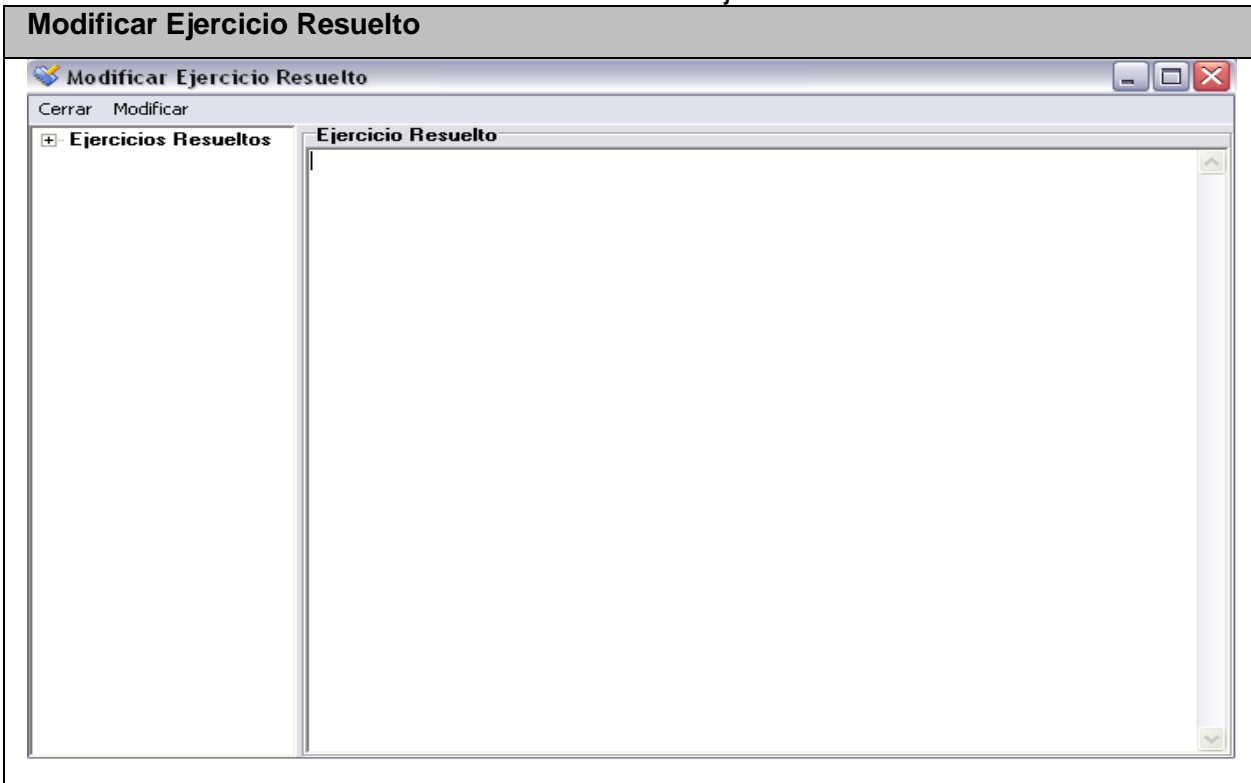 Modificar Ejercicio Resuelto
Modificar Ejercicio Resuelto
Cerrar Modificar
Ejercicios Resueltos
Ejercicio Resuelto